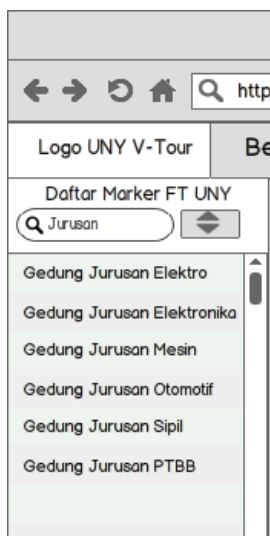 http
Logo UNY V-Tour
Be
Daftar Marker FT UNY
Jurusan
Gedung Jurusan Elektro
Gedung Jurusan Elektronika
Gedung Jurusan Mesin
Gedung Jurusan Otomotif
Gedung Jurusan Sipil
Gedung Jurusan PTBB